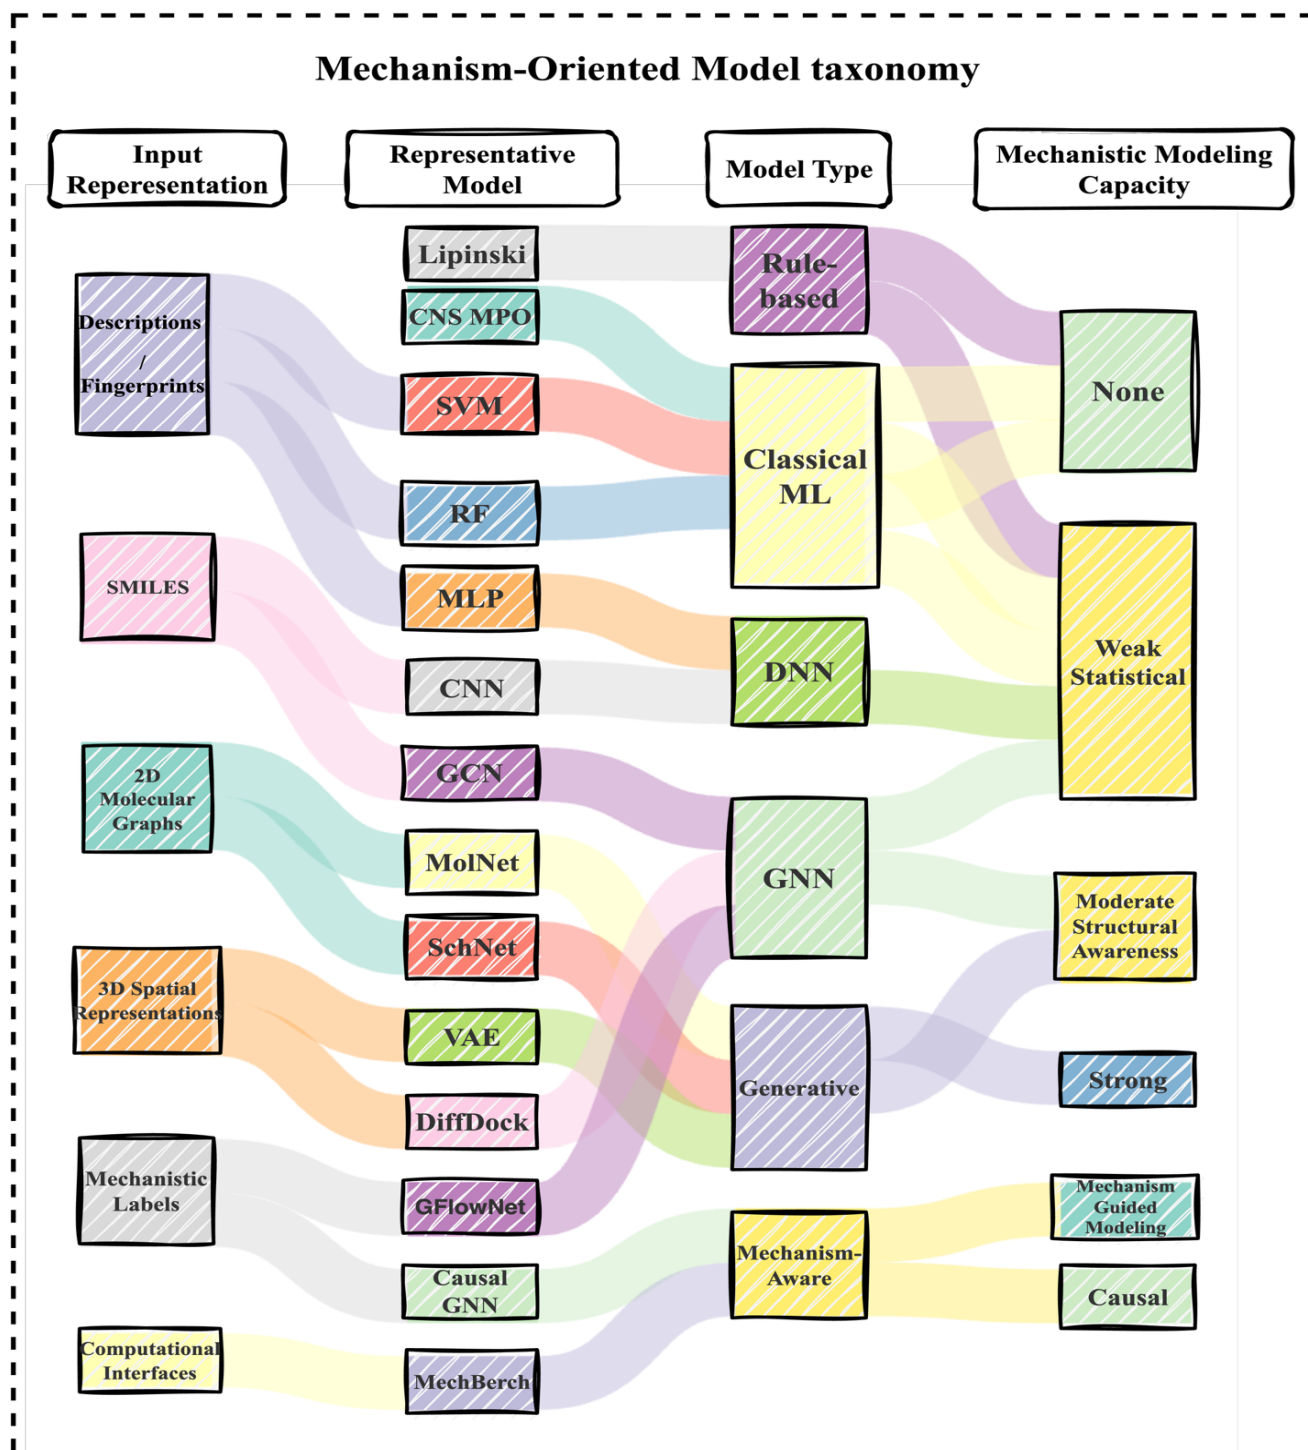 Mechanism-Oriented Model taxonomy
Input
Reperesentation
Representative
Model
Model Type
Mechanistic Modeling
Capacity
Descriptions
/
Fingerprints
SMILES
2D
Molecular
Graphs
3D Spatial
Representations
Mechanistic
Labels
Computational
Interfaces
Lipinski
CNS MPO
SVM
RF
MLP
CNN
GCN
MolNet
SchNet
VAE
DiffDock
GFlowNet
Causal
GNN
MechBerch
Rule-
based
Classical
ML
DNN
GNN
Generative
Mechanism-
Aware
None
Weak
Statistical
Moderate
Structural
Awareness
Strong
Mechanism
Guided
Modeling
Causal